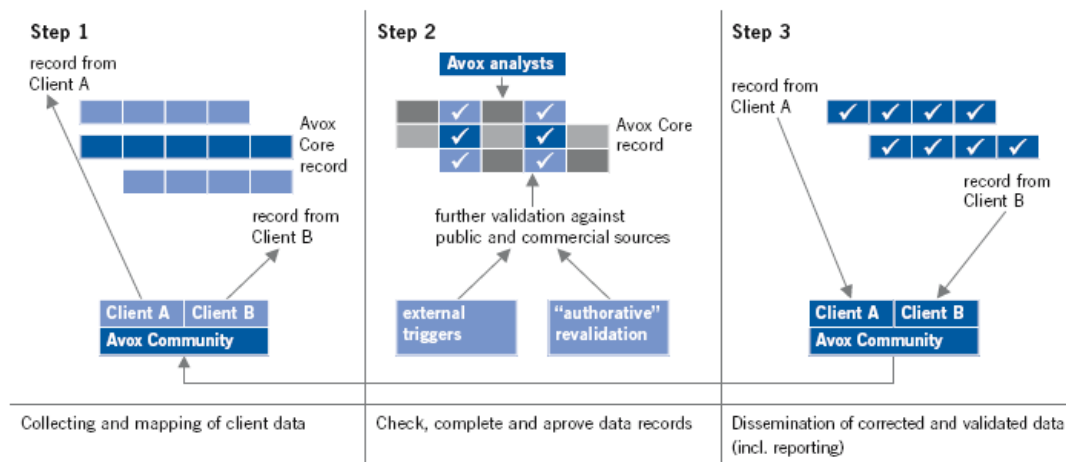 Step 1
record from
Client A
Avox
Core
record
record from
Client B
Client A
Client B
Avox Community
Collecting and mapping of client data
Step 2
Avox analysts
Avox Core
record
further validation against
public and commercial sources
external
triggers
“authorative”
revalidation
Check, complete and aprove data records
Step 3
record from
Client A
record from
Client B
Client A
Client B
Avox Community
Dissemination of corrected and validated data
(incl. reporting)